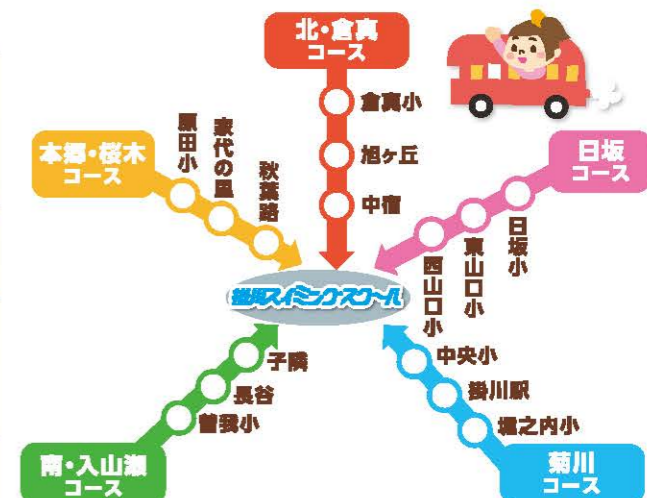 北・倉真
コース
倉真小
旭ヶ丘
中宿
本郷・桜木
コース
原田小
家代の里
秋葉路
日坂
コース
日坂小
東山口小
西山口小
掛川スイミングスクール
子隣
長谷
曽我小
南・入山瀬
コース
中央小
掛川駅
堀之内小
菊川
コース